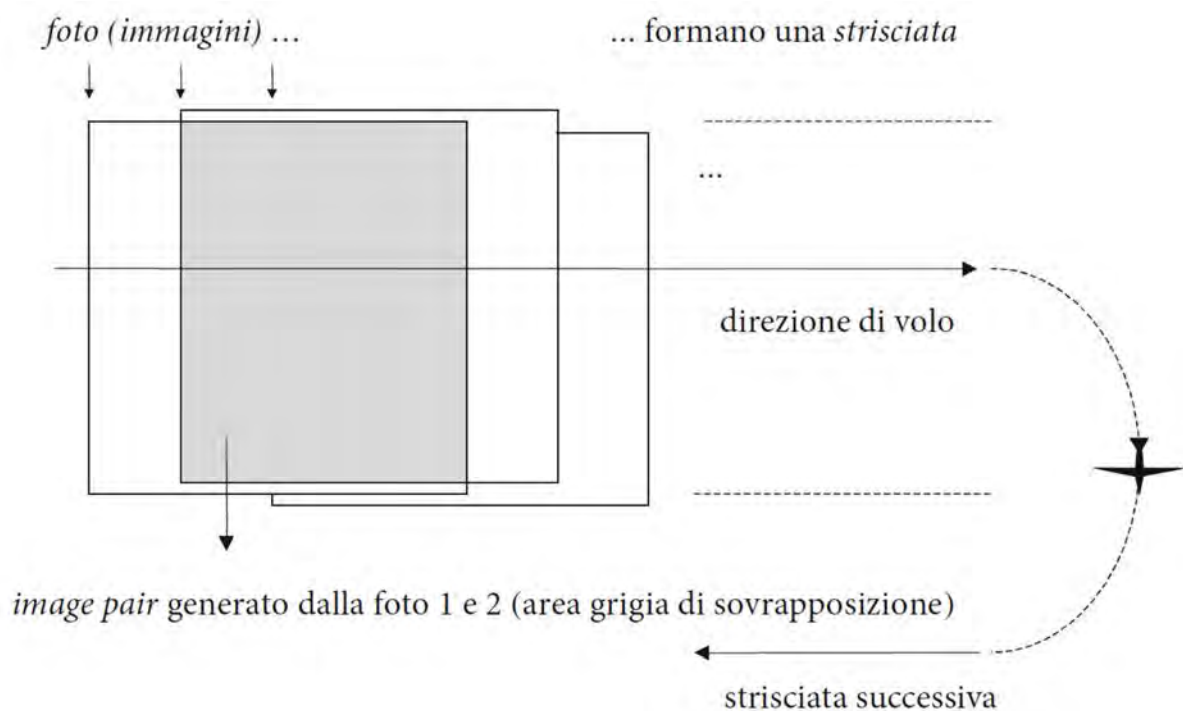 foto (immagini) ...
... formano una strisciata
...
direzione di volo
image pair generato dalla foto 1 e 2 (area grigia di sovrapposizione)
strisciata successiva